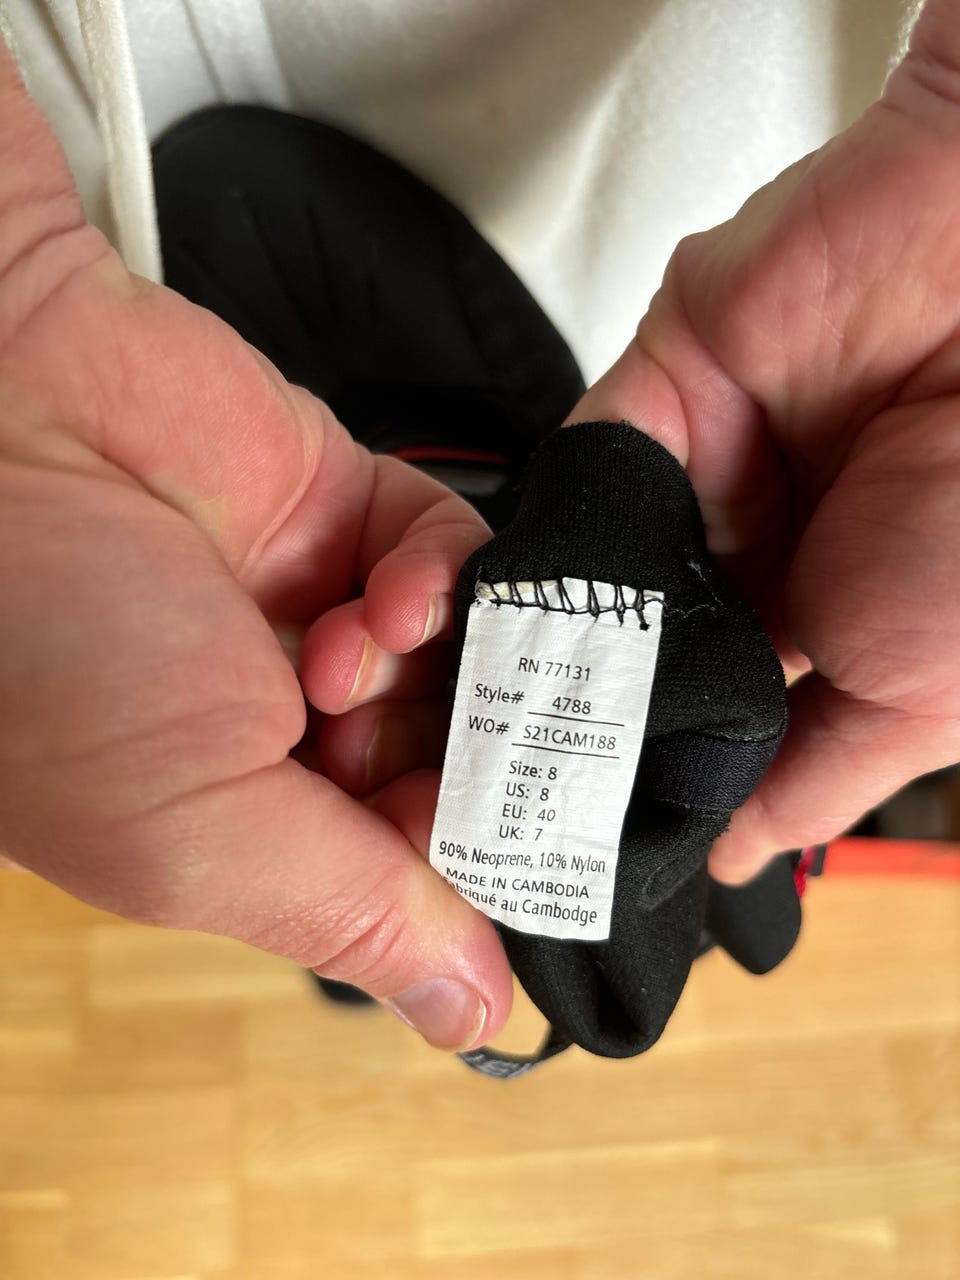 RN 77131
Style# 4788
WO# S21CAM188
Size: 8
US: 8
EU: 40
UK: 7
90% Neoprene, 10% Nylon
MADE IN CAMBODIA
Fabriqué au Cambodge